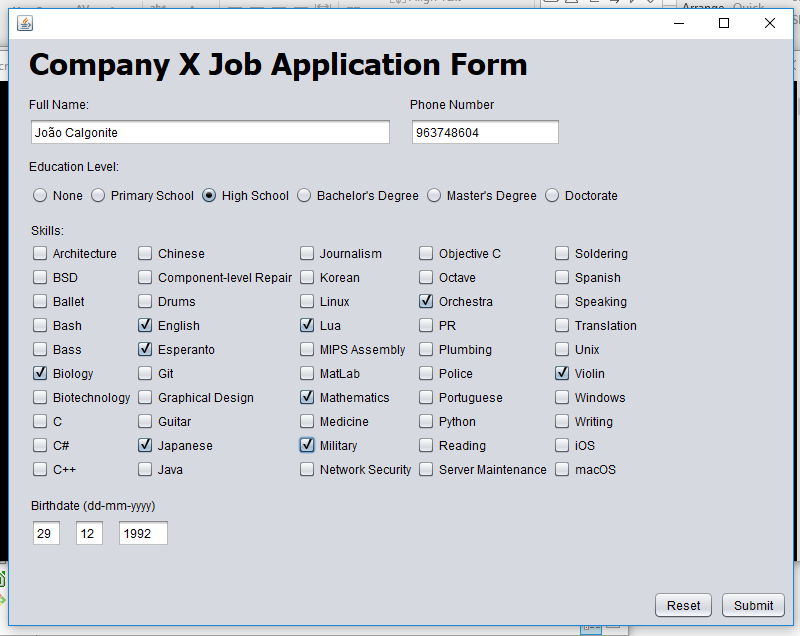 Company X Job Application Form
Full Name: Phone Number
João Calgonite 963748604
Education Level:
None Primary School High School Bachelor's Degree Master's Degree Doctorate
Skills:
Architecture Chinese Journalism Objective C Soldering
BSD Component-level Repair Korean Octave Spanish
Ballet Drums Linux Orchestra Speaking
Bash English Lua PR Translation
Bass Esperanto MIPS Assembly Plumbing Unix
Biology Git MatLab Police Violin
Biotechnology Graphical Design Mathematics Portuguese Windows
C Guitar Medicine Python Writing
C# Japanese Military Reading iOS
C++ Java Network Security Server Maintenance macOS
Birthdate (dd-mm-yyyy)
29 12 1992
Reset Submit